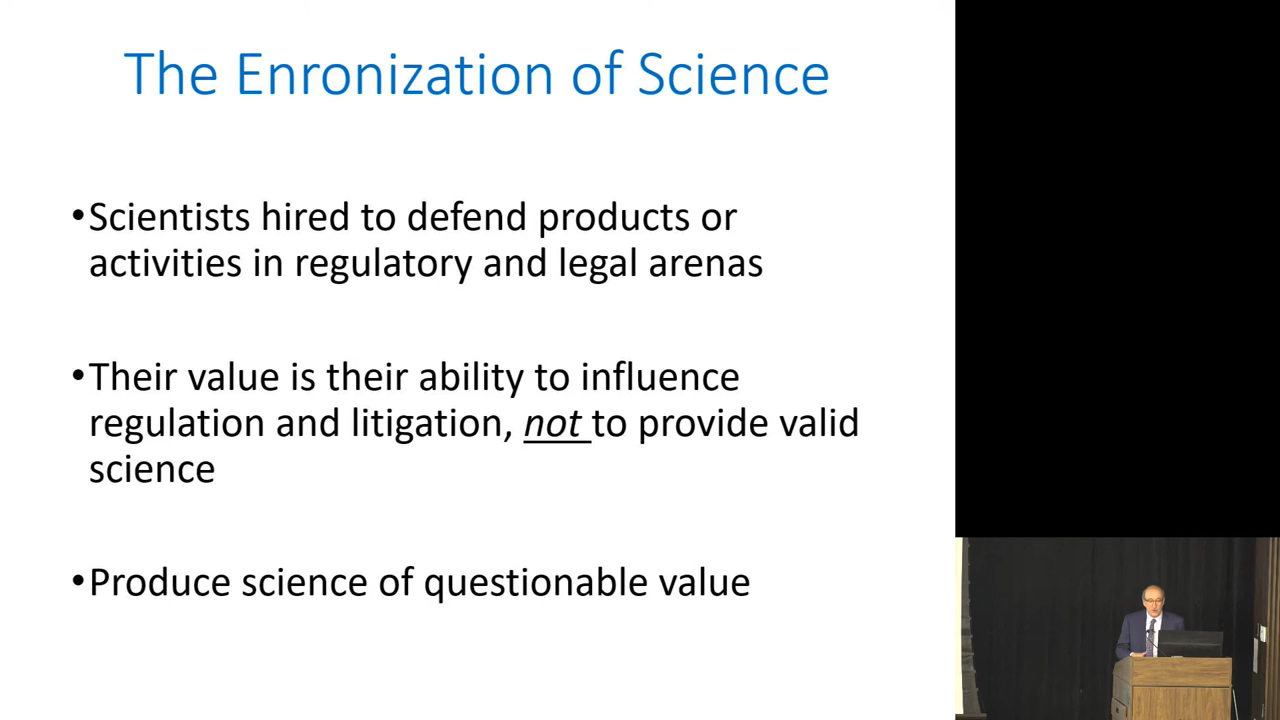 The Enronization of Science
•Scientists hired to defend products or
activities in regulatory and legal arenas
•Their value is their ability to influence
regulation and litigation, not to provide valid
science
•Produce science of questionable value